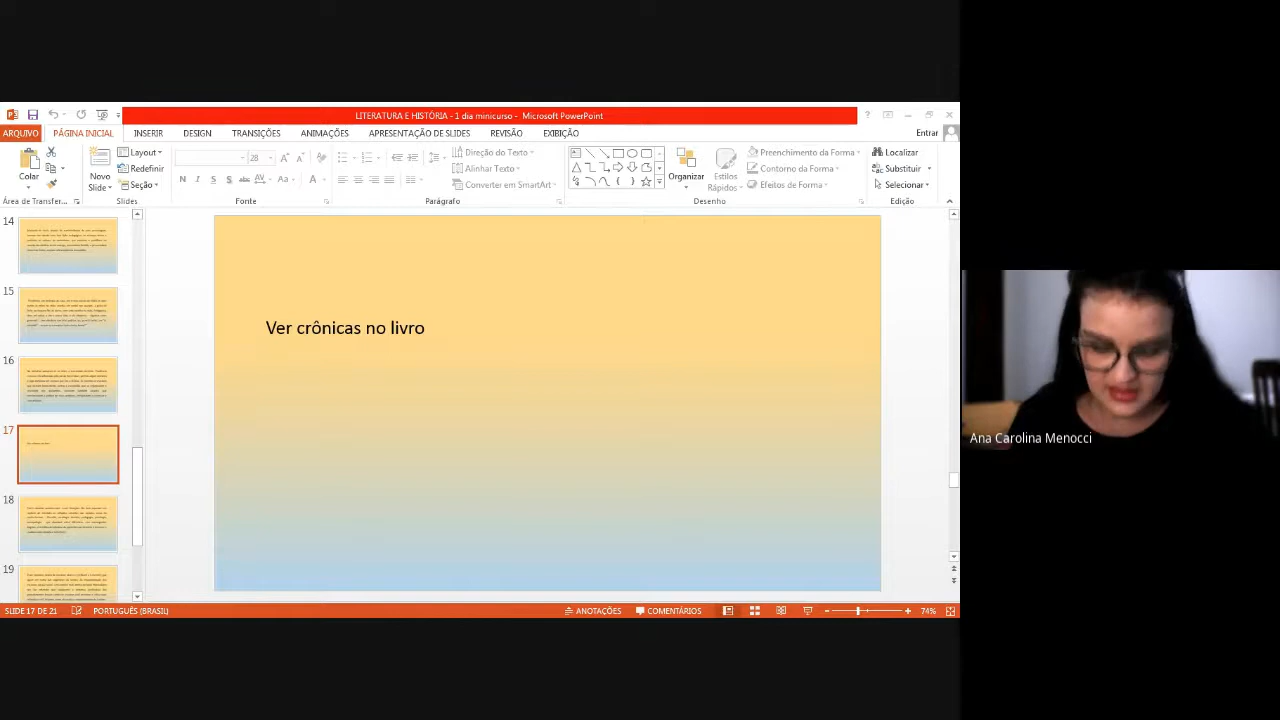 LITERATURA E HISTÓRIA - 1 dia minicurso - Microsoft PowerPoint
ARQUIVO PÁGINA INICIAL INSERIR DESIGN TRANSIÇÕES ANIMAÇÕES APRESENTAÇÃO DE SLIDES REVISÃO EXIBIÇÃO Entrar
Colar
Novo
Slide
Layout
Redefinir
Seção
28
N I S S abc AV Aa A
Direção do Texto
Alinhar Texto
Converter em SmartArt
Organizar
Estilos
Rápidos
Preenchimento da Forma
Contorno da Forma
Efeitos de Forma
Localizar
Substituir
Selecionar
Área de Transfer... Slides Fonte Parágrafo Desenho Edição
14
15
16
17
18
19
Ver crônicas no livro
Ana Carolina Menocci
SLIDE 17 DE 21 PORTUGUÊS (BRASIL) ANOTAÇÕES COMENTÁRIOS 74%